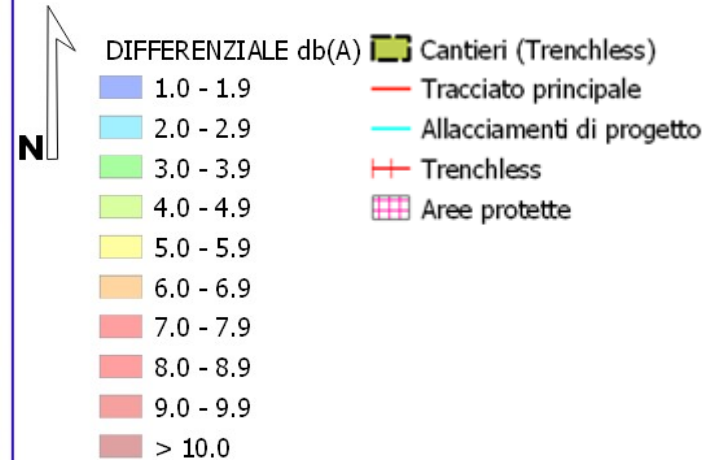 N
DIFFERENZIALE db(A)
1.0 - 1.9
2.0 - 2.9
3.0 - 3.9
4.0 - 4.9
5.0 - 5.9
6.0 - 6.9
7.0 - 7.9
8.0 - 8.9
9.0 - 9.9
> 10.0
Cantieri (Trenchless)
Tracciato principale
Allacciamenti di progetto
Trenchless
Aree protette